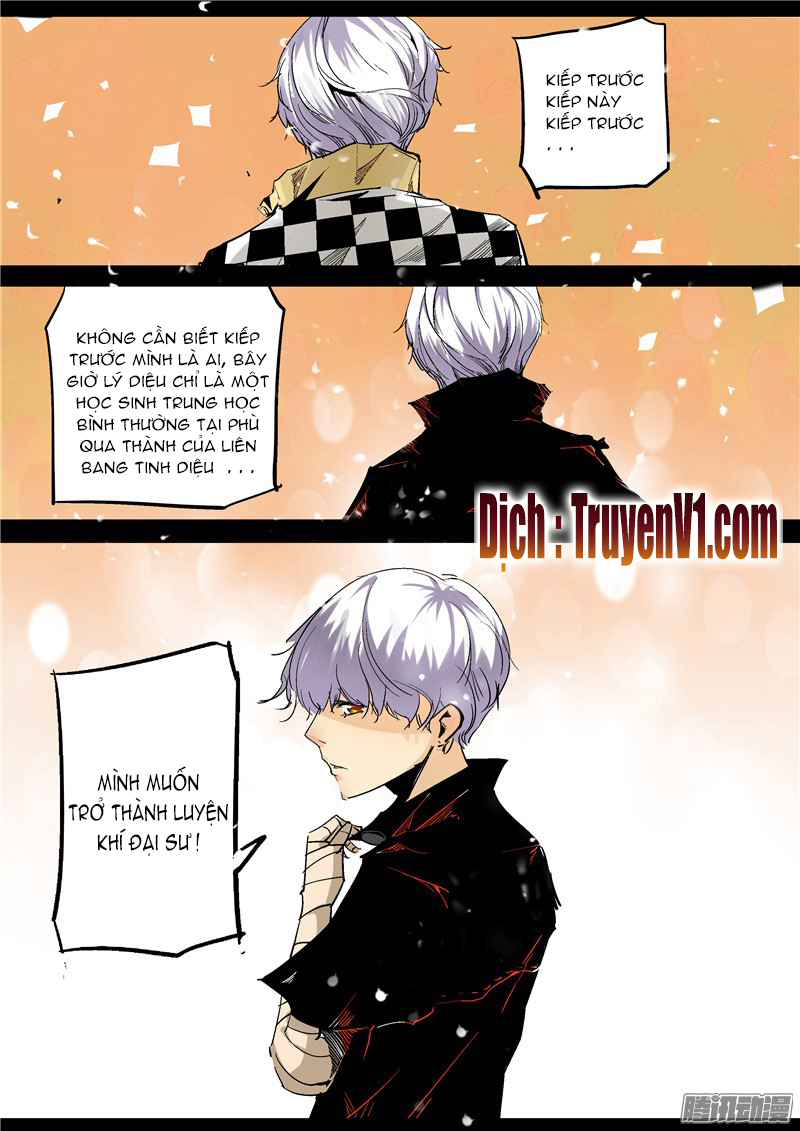 KIẾP TRƯỚC
KIẾP NÀY
KIẾP TRƯỚC
...
KHÔNG CẦN BIẾT KIẾP
TRƯỚC MÌNH LÀ AI, BÂY
GIỜ LÝ DIỆU CHỈ LÀ MỘT
HỌC SINH TRUNG HỌC
BÌNH THƯỜNG TẠI PHÙ
QUA THÀNH CỦA LIÊN
BANG TINH DIỆU ...
Dịch : TruyenV1.com
MÌNH MUỐN
TRỞ THÀNH LUYỆN
KHÍ ĐẠI SƯ!
腾讯动漫